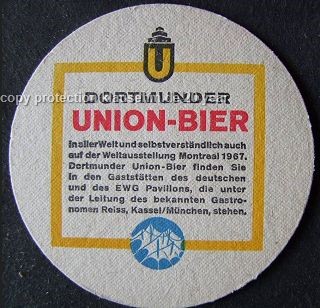 U
DORTMUNDER
UNION-BIER
In aller Welt und selbstverständlich auch
auf der Weltausstellung Montreal 1967.
Dortmunder Union-Bier finden Sie
in den Gaststätten des deutschen
und des EWG Pavillons, die unter
der Leitung des bekannten Gastro-
nomen Reiss, Kassel/München, stehen.
copy protection